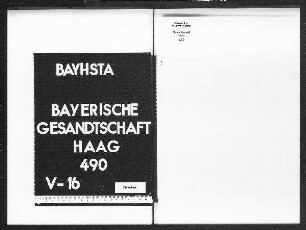 BAYHSTA
BAYERISCHE
GESANDTSCHAFT
HAAG
490
V-16